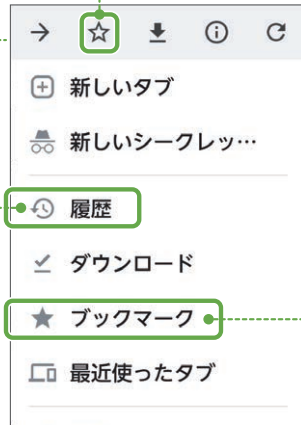 新しいタブ
新しいシークレッ…
履歴
ダウンロード
ブックマーク
最近使ったタブ